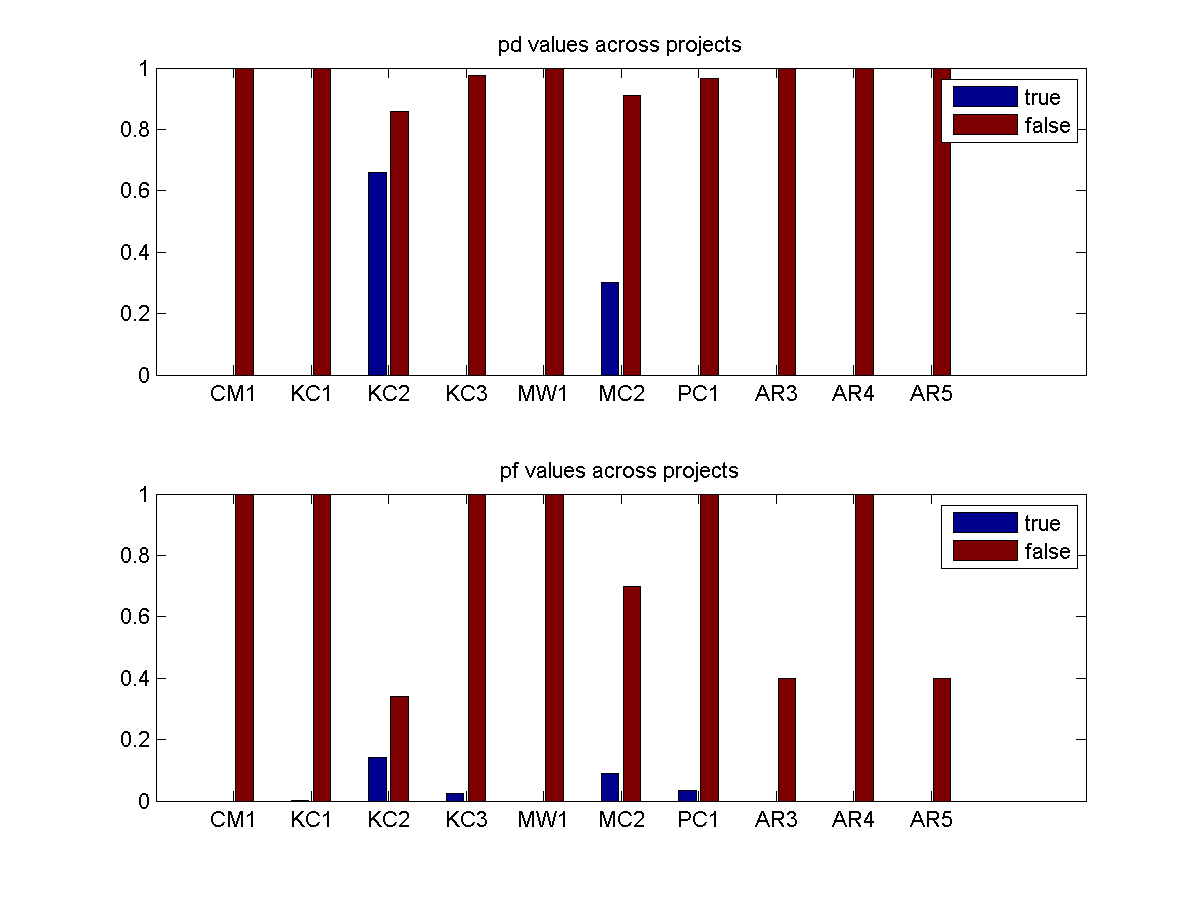 pd values across projects
1
0.8
0.6
0.4
0.2
0
true
false
CM1 KC1 KC2 KC3 MW1 MC2 PC1 AR3 AR4 AR5
pf values across projects
1
0.8
0.6
0.4
0.2
0
true
false
CM1 KC1 KC2 KC3 MW1 MC2 PC1 AR3 AR4 AR5